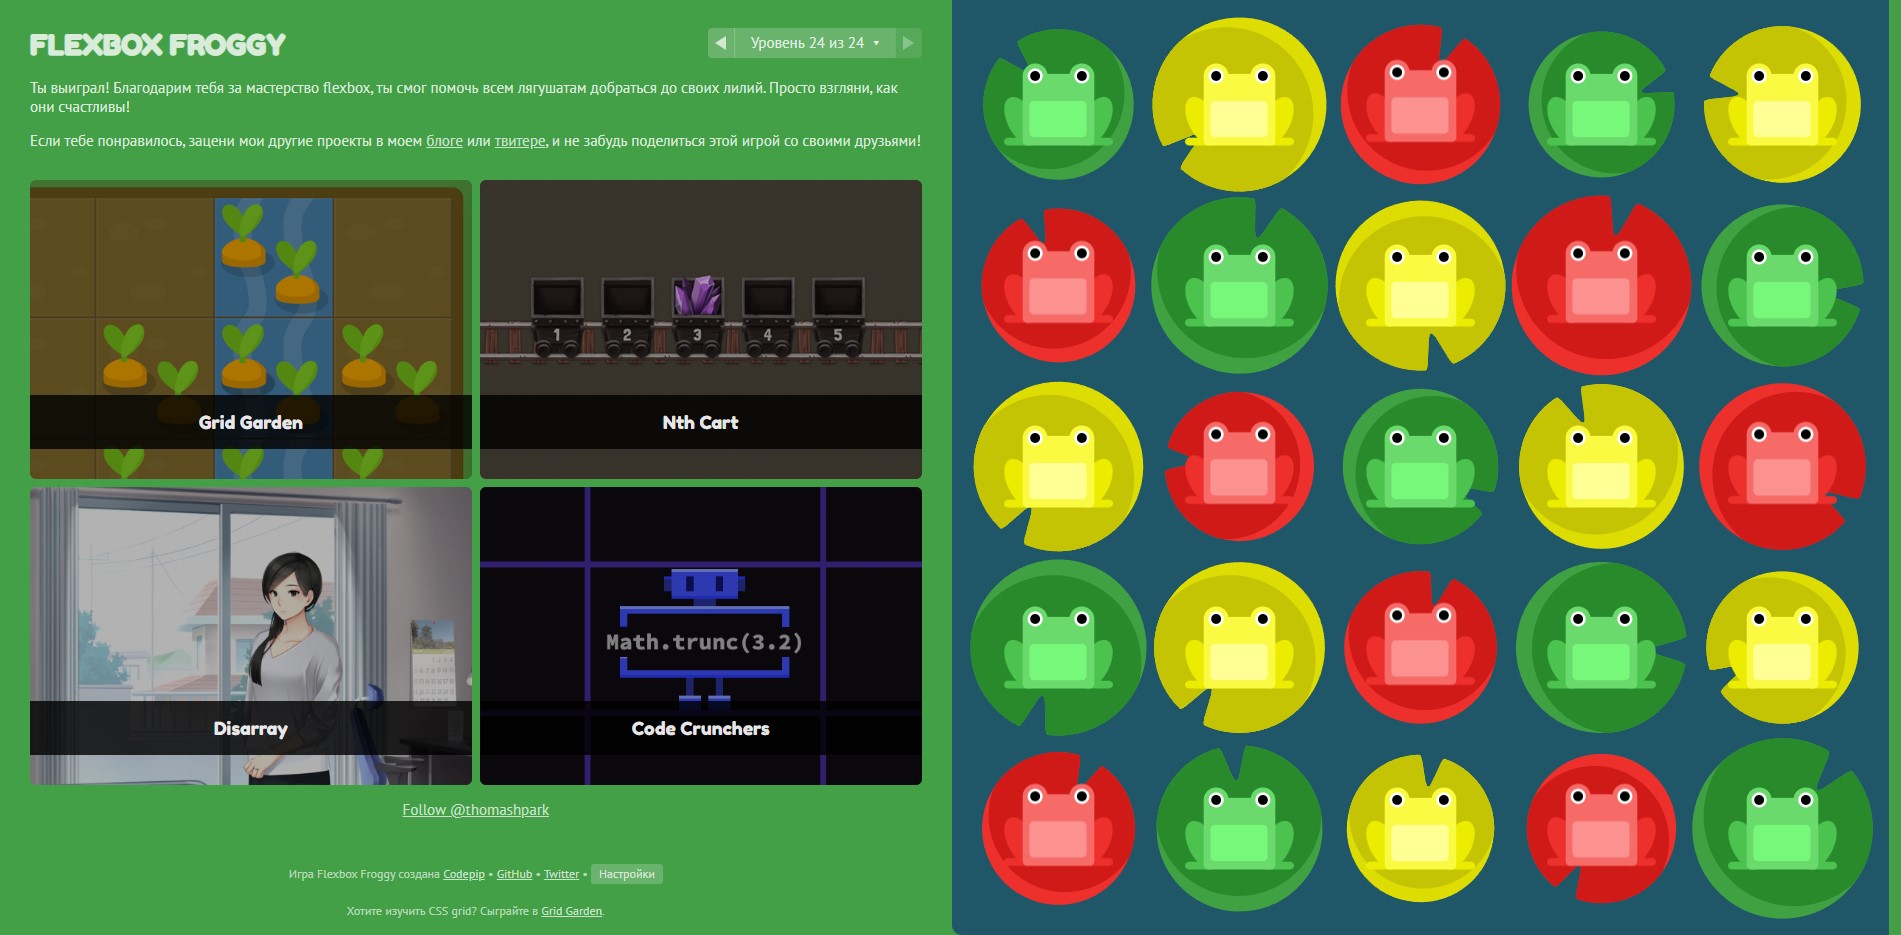 FLEXBOX FROGGY
Уровень 24 из 24
Ты выиграл! Благодарим тебя за мастерство flexbox, ты смог помочь всем лягушатам добраться до своих лилий. Просто взгляни, как
они счастливы!
Если тебе понравилось, зацени мои другие проекты в моем блоге или твитере, и не забудь поделиться этой игрой со своими друзьями!
1 2 3 4 5
Grid Garden
Nth Cart
Math.trunc(3.2)
Disarray
Code Crunchers
Follow @thomashpark
Игра Flexbox Froggy создана Codepip • GitHub • Twitter • Настройки
Хотите изучить CSS grid? Сыграйте в Grid Garden.